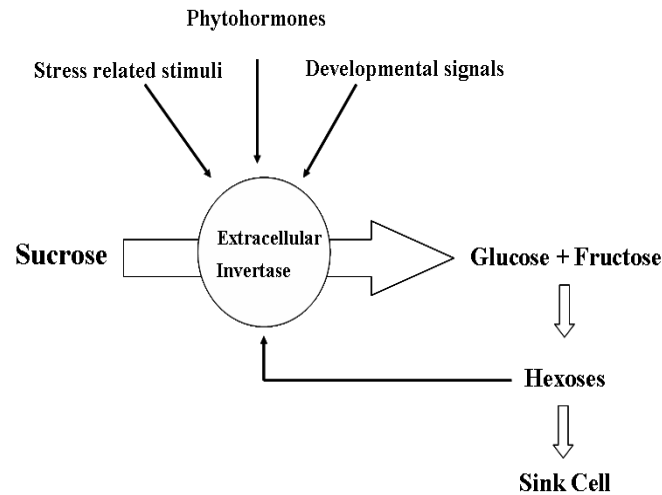 Phytohormones
Stress related stimuli
Developmental signals
Sucrose
Extracellular
Invertase
Glucose + Fructose
Hexoses
Sink Cell